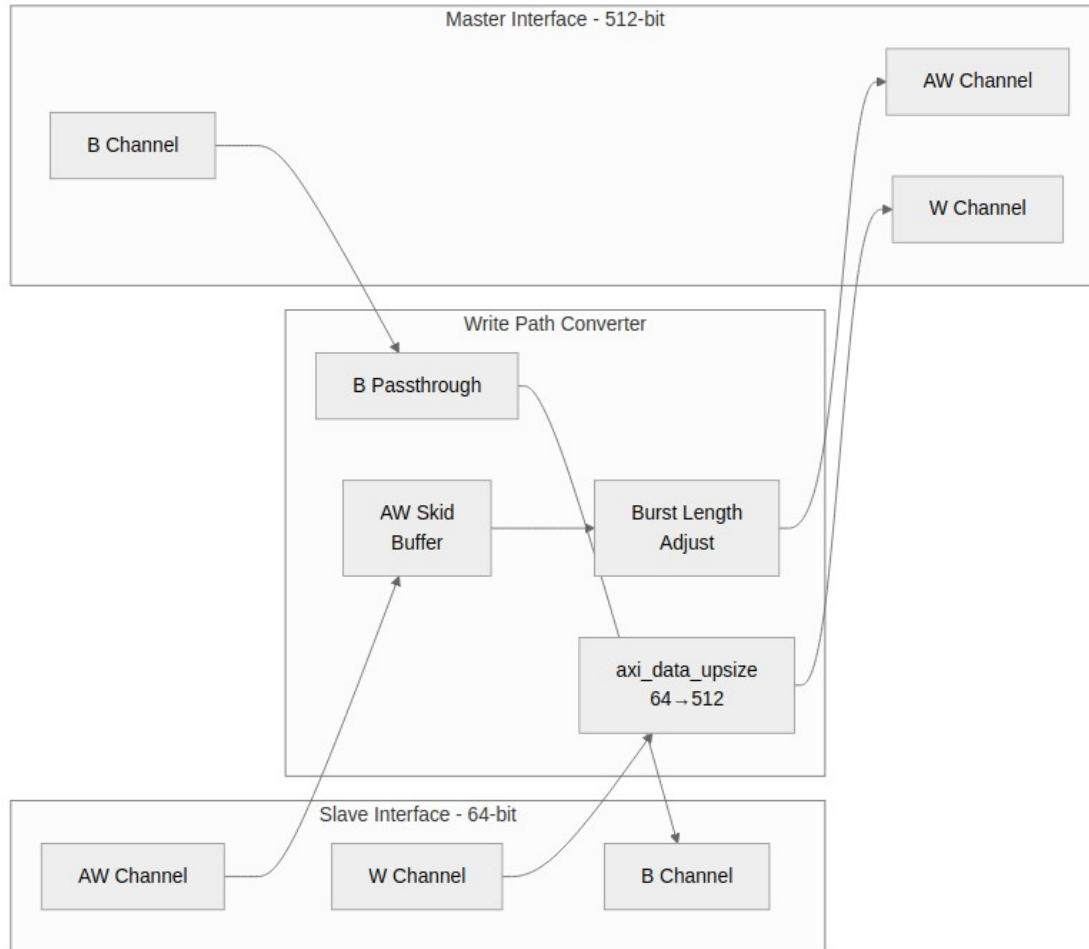 Master Interface - 512-bit
AW Channel
B Channel
W Channel
Write Path Converter
B Passthrough
AW Skid
Buffer
Burst Length
Adjust
axi_data_upsize
64→512
Slave Interface - 64-bit
AW Channel
W Channel
B Channel